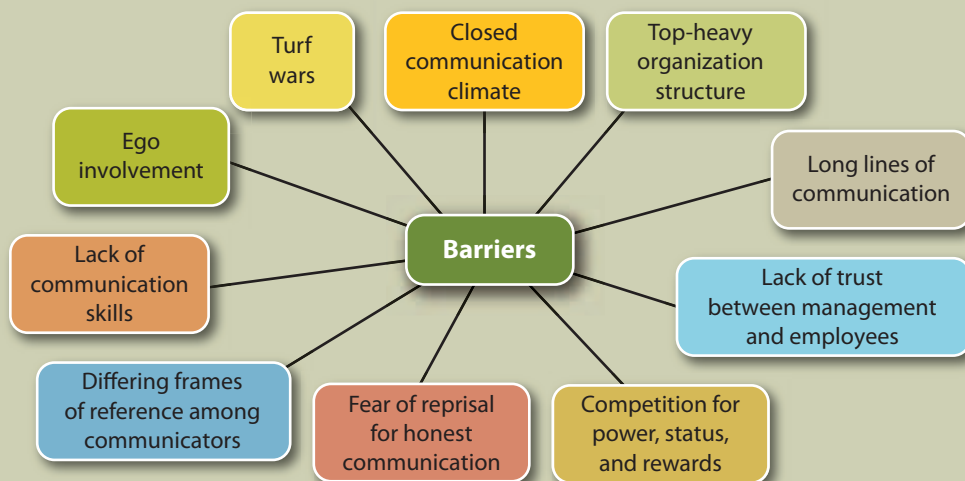 Turf
wars
Closed
communication
climate
Top-heavy
organization
structure
Ego
involvement
Long lines of
communication
Barriers
Lack of
communication
skills
Lack of trust
between management
and employees
Differing frames
of reference among
communicators
Fear of reprisal
for honest
communication
Competition for
power, status,
and rewards